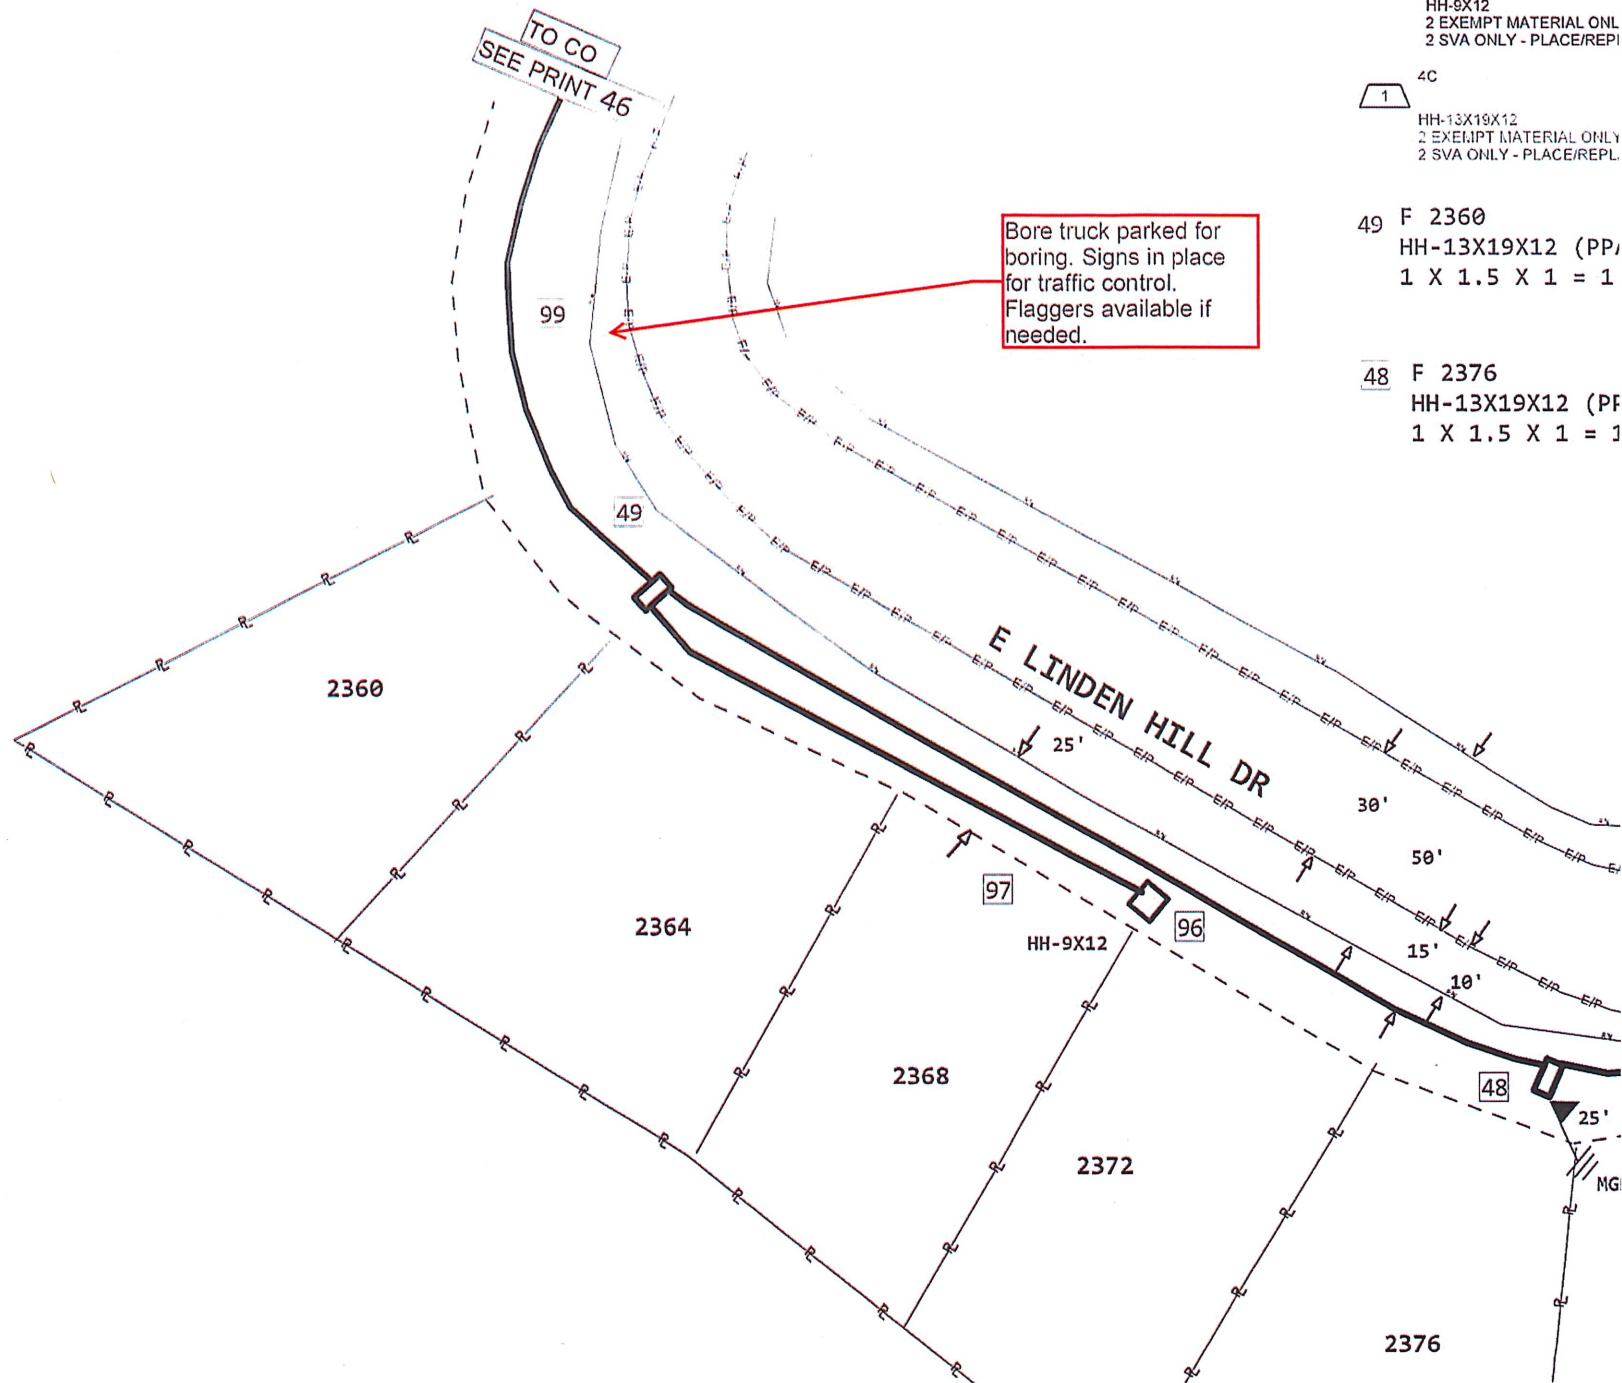 TO CO
SEE PRINT 46
HH-9X12
2 EXEMPT MATERIAL ONL
2 SVA ONLY - PLACE/REPL
4C
1
HH-13X19X12
2 EXEMPT MATERIAL ONLY
2 SVA ONLY - PLACE/REPL.
Bore truck parked for
boring. Signs in place
for traffic control.
Flaggers available if
needed.
49 F 2360
HH-13X19X12 (PP
1 X 1.5 X 1 = 1
48 F 2376
HH-13X19X12 (PF
1 X 1.5 X 1 = 1
99
49
E LINDEN HILL DR
25'
30'
50'
15'
10'
2360
2364
97
HH-9X12
96
2368
2372
48
25'
MG
2376